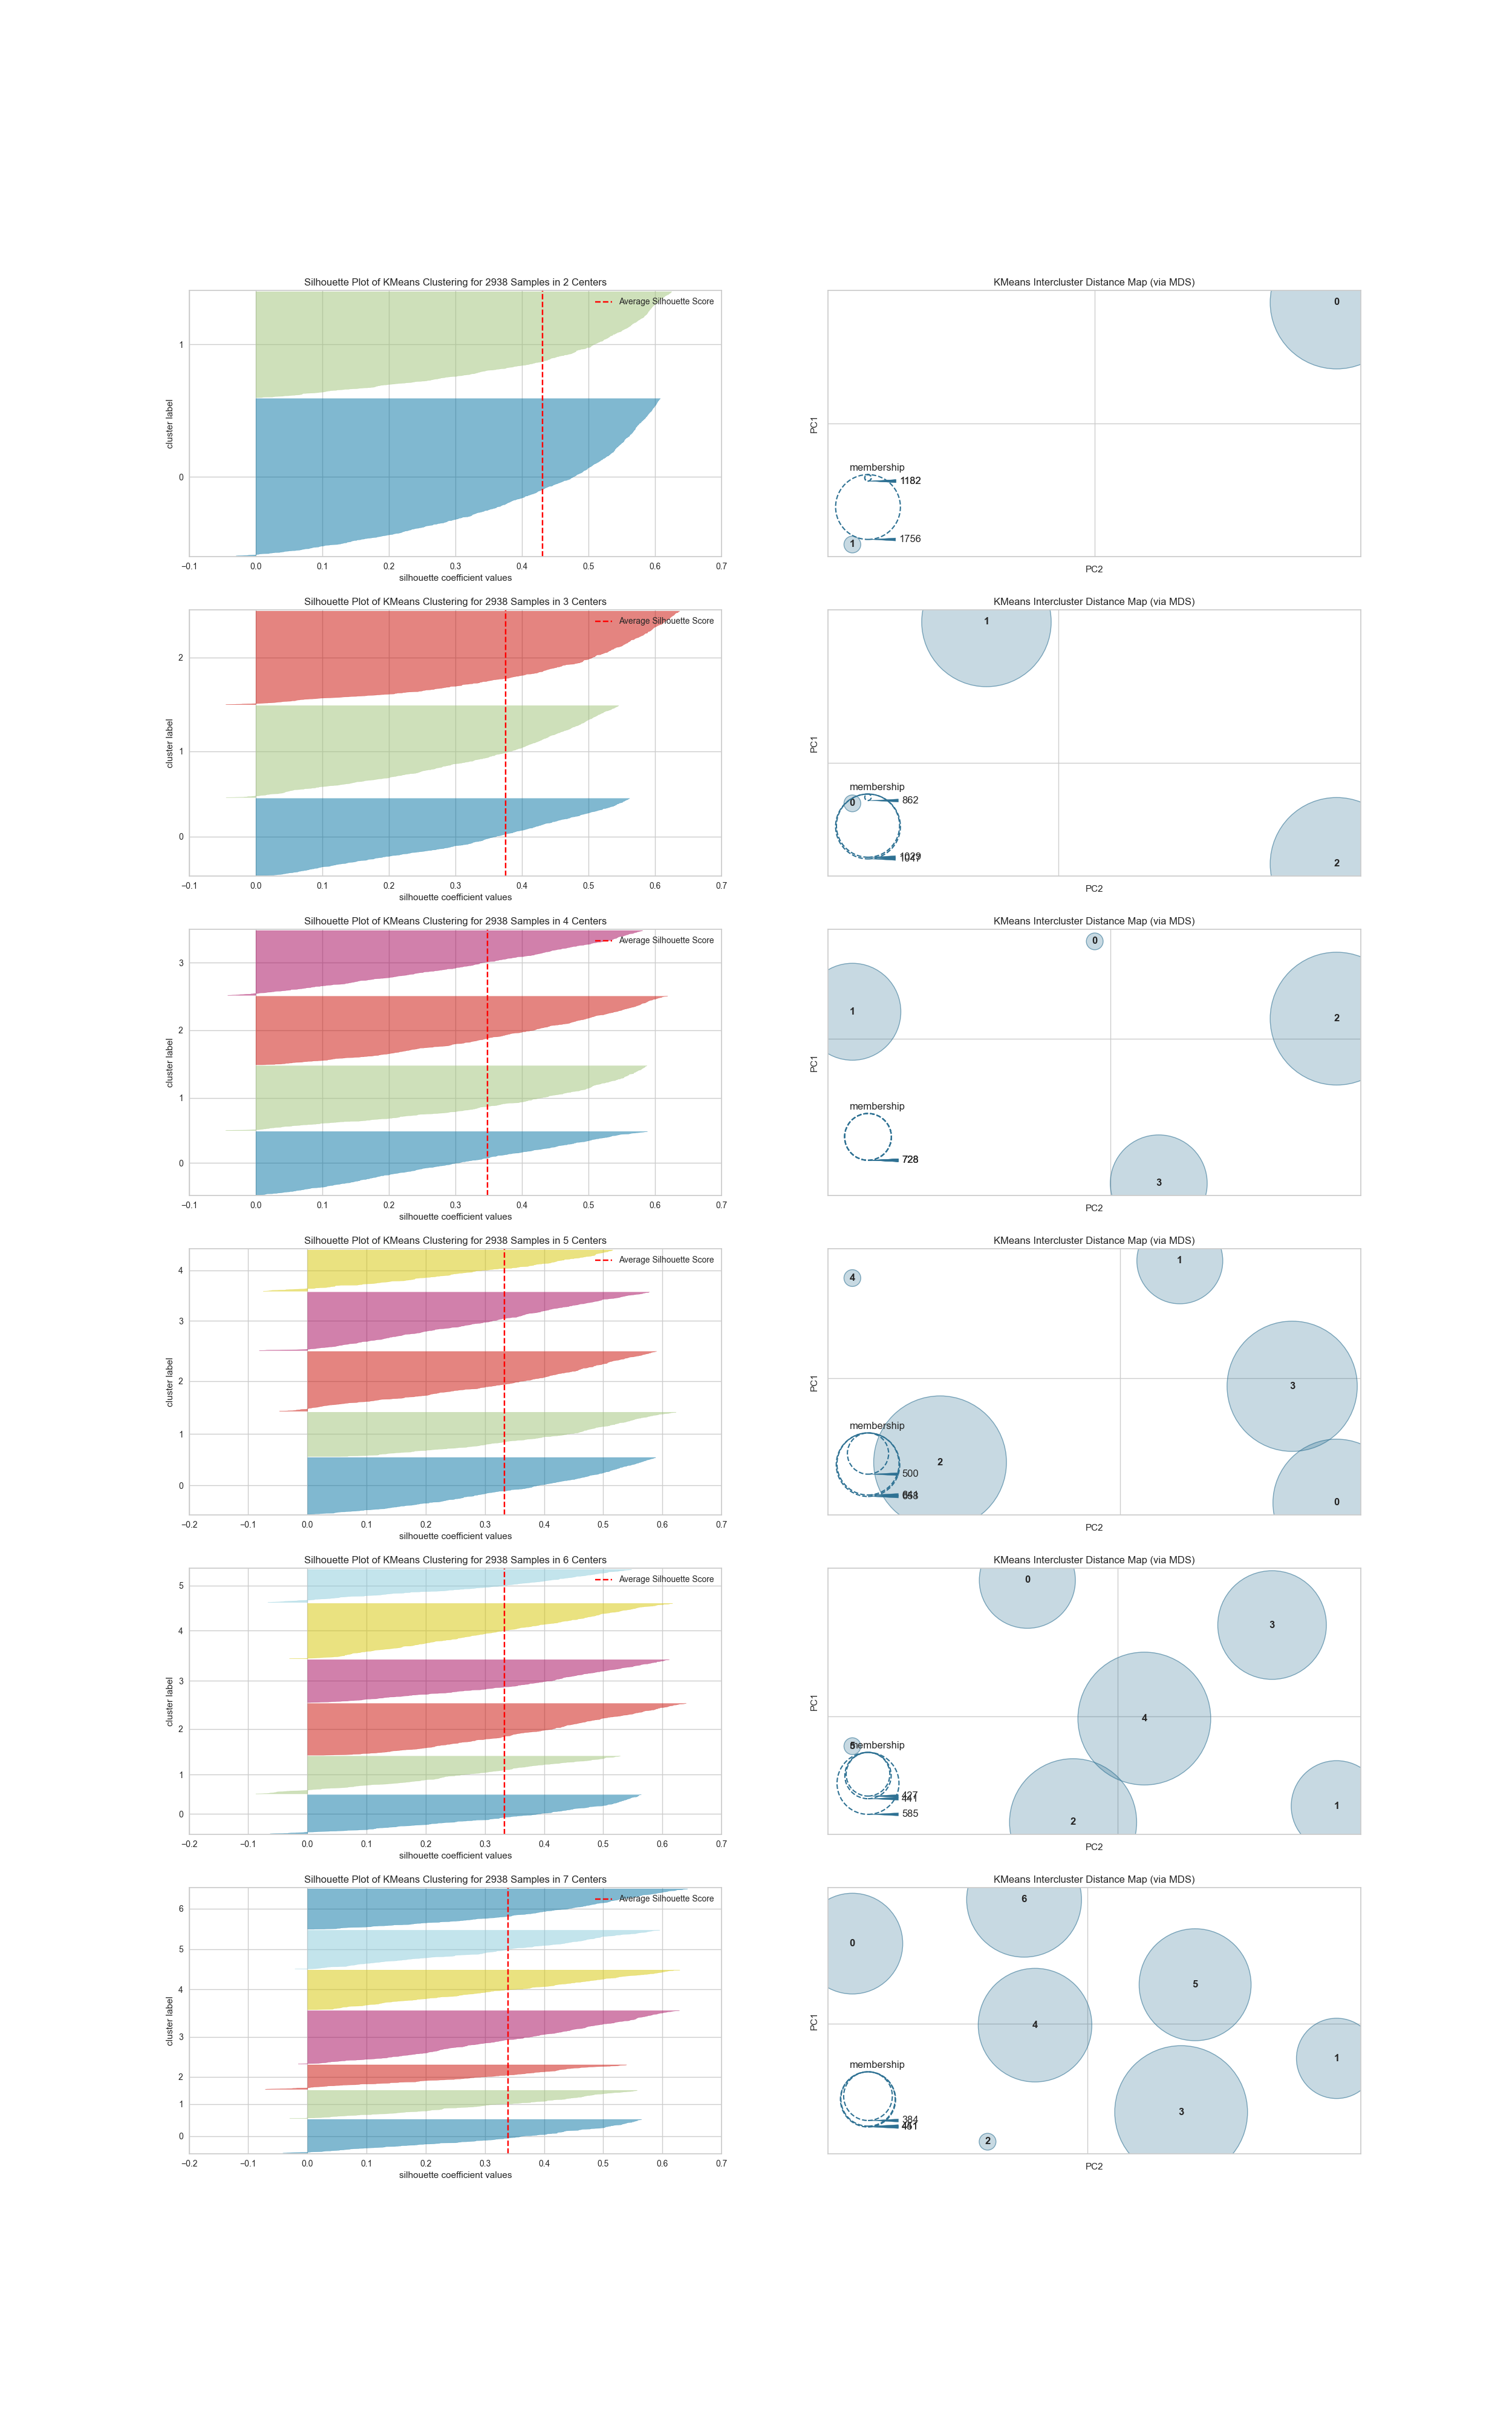 Silhouette Plot of KMeans Clustering for 2938 Samples in 2 Centers
Average Silhouette Score
1
0
cluster label
−0.1 0.0 0.1 0.2 0.3 0.4 0.5 0.6 0.7
silhouette coefficient values
KMeans Intercluster Distance Map (via MDS)
0
PC1
membership
1182
1756
1
PC2
Silhouette Plot of KMeans Clustering for 2938 Samples in 3 Centers
Average Silhouette Score
2
1
0
cluster label
−0.1 0.0 0.1 0.2 0.3 0.4 0.5 0.6 0.7
silhouette coefficient values
KMeans Intercluster Distance Map (via MDS)
1
PC1
membership
0
862
1029
1047
2
PC2
Silhouette Plot of KMeans Clustering for 2938 Samples in 4 Centers
Average Silhouette Score
3
2
1
0
cluster label
−0.1 0.0 0.1 0.2 0.3 0.4 0.5 0.6 0.7
silhouette coefficient values
KMeans Intercluster Distance Map (via MDS)
0
1
2
PC1
membership
728
3
PC2
Silhouette Plot of KMeans Clustering for 2938 Samples in 5 Centers
Average Silhouette Score
4
3
2
1
0
cluster label
−0.2 −0.1 0.0 0.1 0.2 0.3 0.4 0.5 0.6 0.7
silhouette coefficient values
KMeans Intercluster Distance Map (via MDS)
1
4
3
PC1
membership
2
500
0
PC2
Silhouette Plot of KMeans Clustering for 2938 Samples in 6 Centers
Average Silhouette Score
5
4
3
2
1
0
cluster label
−0.2 −0.1 0.0 0.1 0.2 0.3 0.4 0.5 0.6 0.7
silhouette coefficient values
KMeans Intercluster Distance Map (via MDS)
0
3
4
PC1
5
membership
427
441
585
1
2
PC2
Silhouette Plot of KMeans Clustering for 2938 Samples in 7 Centers
Average Silhouette Score
6
5
4
3
2
1
0
cluster label
−0.2 −0.1 0.0 0.1 0.2 0.3 0.4 0.5 0.6 0.7
silhouette coefficient values
KMeans Intercluster Distance Map (via MDS)
6
0
5
4
PC1
1
membership
3
384
2
PC2